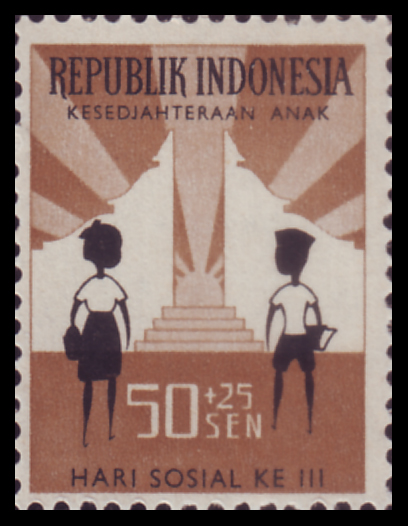 REPUBLIK INDONESIA
KESEDJAHTERAAN ANAK
50 +25
SEN
HARI SOSIAL KE III